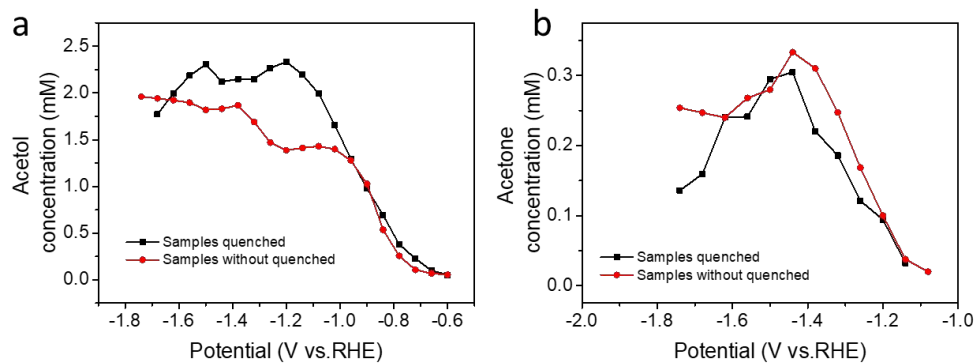 a
2.5
2.0
1.5
1.0
0.5
0.0
Acetol
concentration (mM)
Samples quenched
Samples without quenched
-1.8 -1.6 -1.4 -1.2 -1.0 -0.8 -0.6
Potential (V vs.RHE)
b
0.3
0.2
0.1
0.0
Acetone
concentration (mM)
Samples quenched
Samples without quenched
-2.0 -1.8 -1.6 -1.4 -1.2 -1.0
Potential (V vs.RHE)